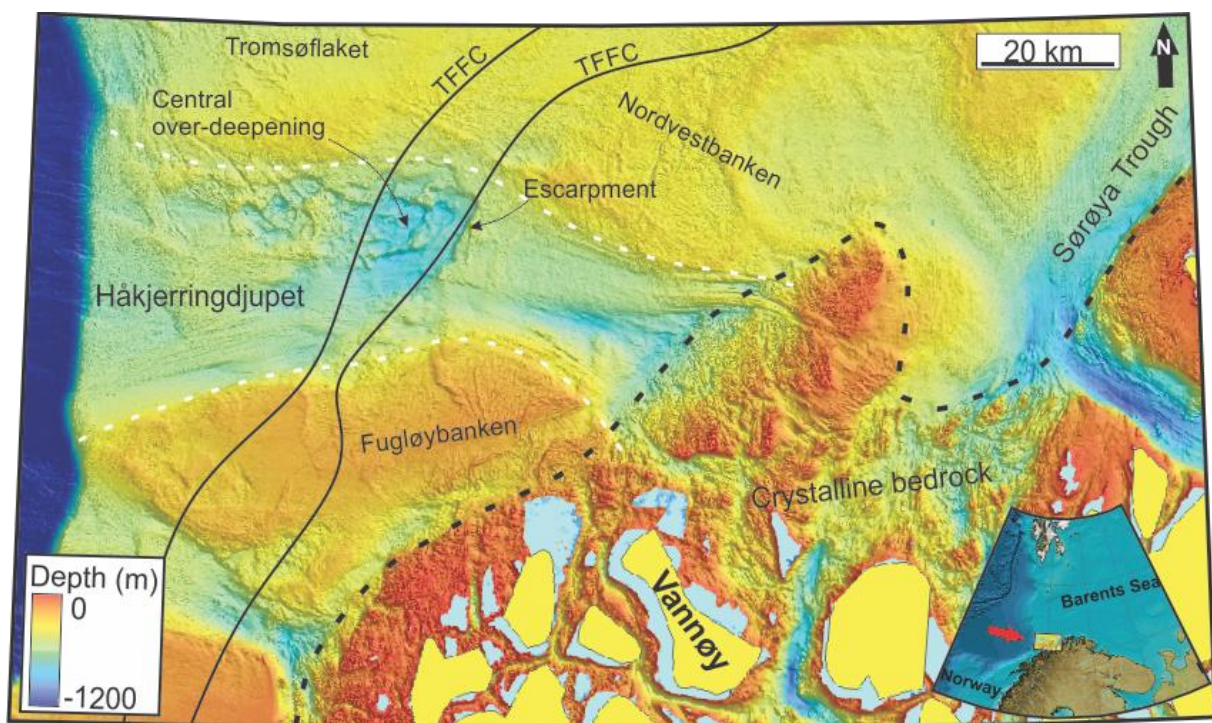 Tromsøflaket
TFFC
TFFC
20 km
N
Central
over-deepening
Nordvestbanken
Escarpment
Sørøya Trough
Håkjerringdjupet
Fugløybanken
Crystalline bedrock
Vannøy
Depth (m)
0
-1200
Barents Sea
Norway